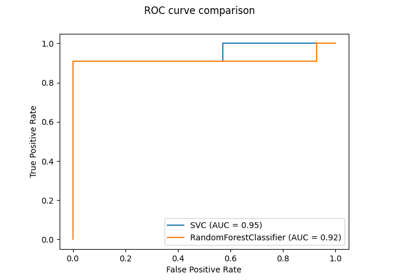 ROC curve comparison
True Positive Rate
1.0
0.8
0.6
0.4
0.2
0.0
SVC (AUC = 0.95)
RandomForestClassifier (AUC = 0.92)
0.0 0.2 0.4 0.6 0.8 1.0
False Positive Rate